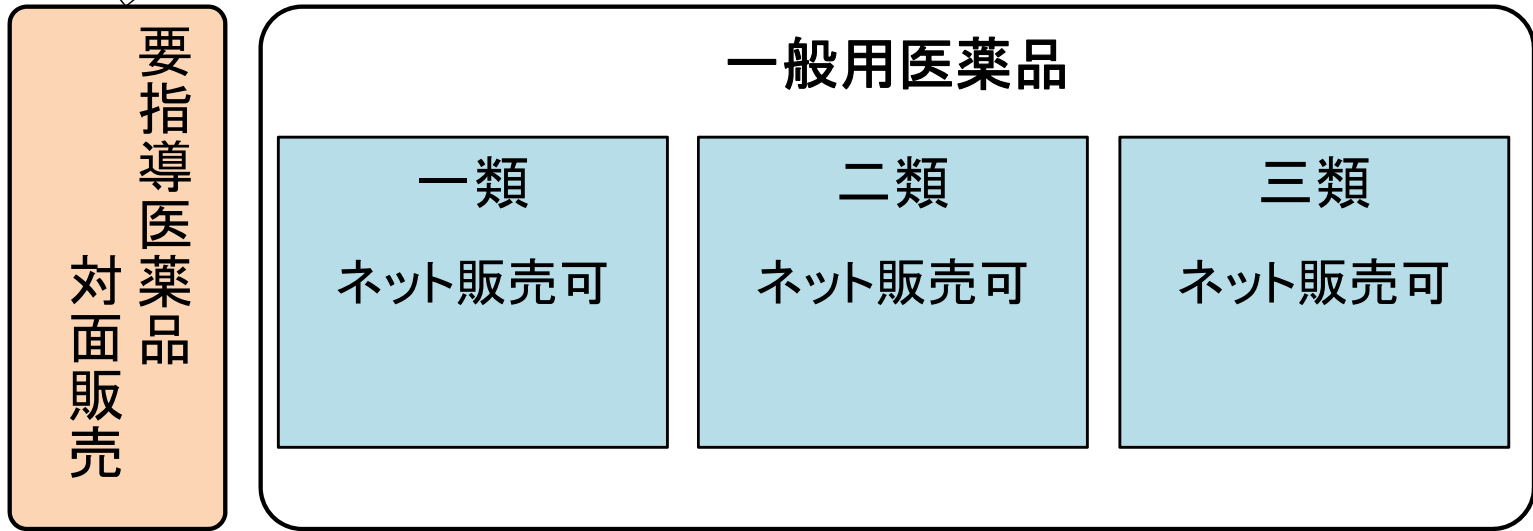 要指導医薬品
対面販売
一般用医薬品
一類
ネット販売可
二類
ネット販売可
三類
ネット販売可